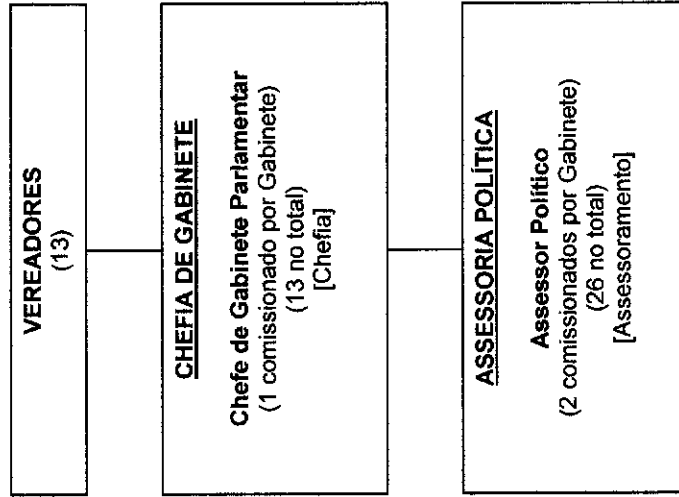 VEREADORES
(13)
CHEFIA DE GABINETE
Chefe de Gabinete Parlamentar
(1 comissionado por Gabinete)
(13 no total)
[Chefia]
ASSESSORIA POLÍTICA
Assessor Político
(2 comissionados por Gabinete)
(26 no total)
[Assessoramento]